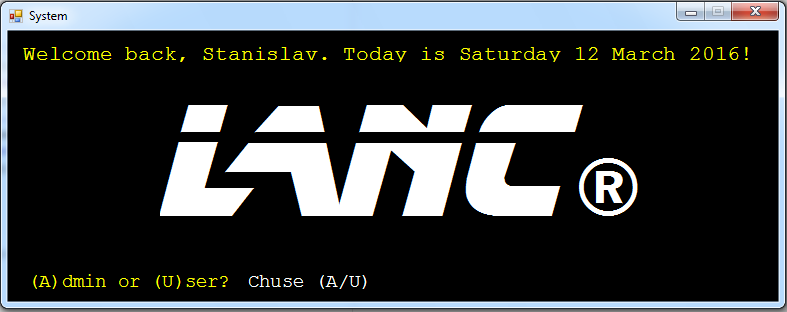 System
Welcome back, Stanislav. Today is Saturday 12 March 2016!
LANC®
(A)dmin or (U)ser? Chuse (A/U)